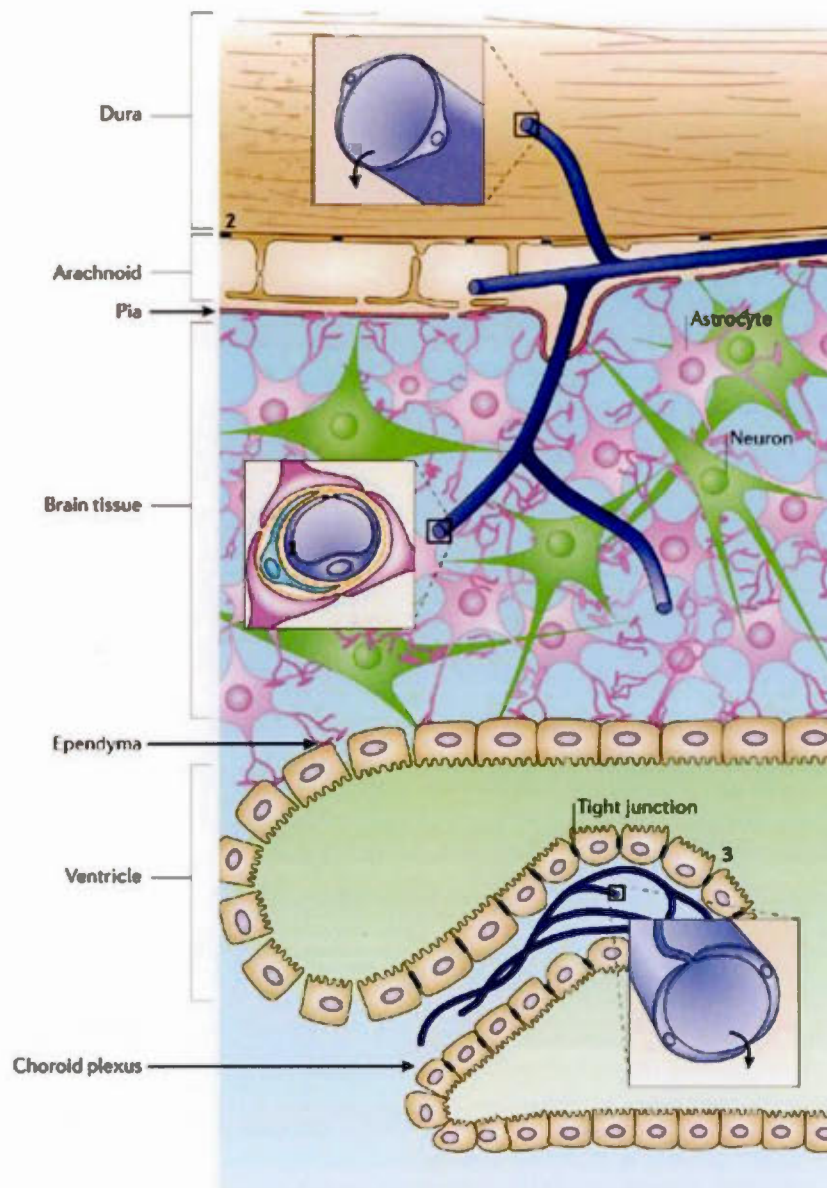 Dura
2
Arachnoid
Pia
Astrocyte
Neuron
Brain tissue
Ependyma
Tight junction
3
Ventricle
Choroid plexus